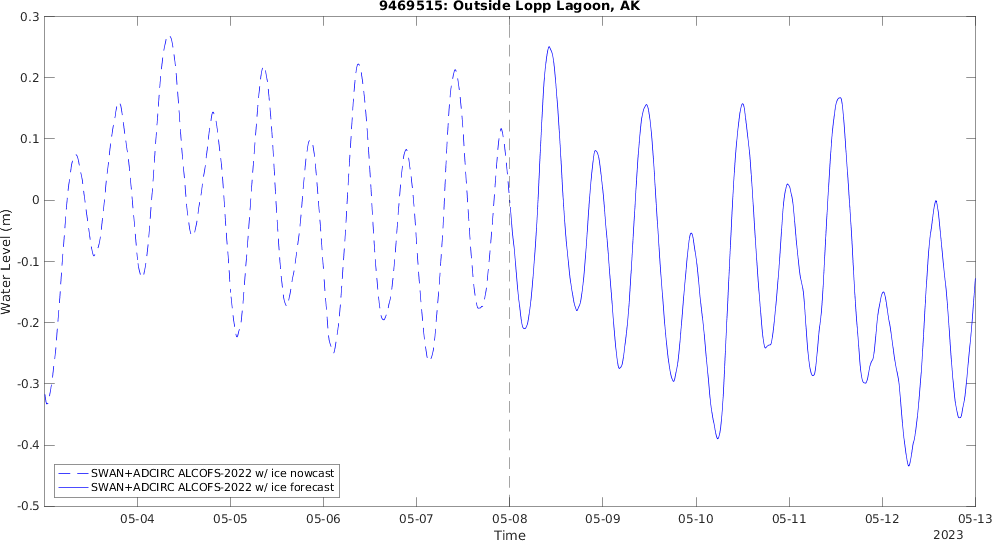 9469515: Outside Lopp Lagoon, AK
0.3
0.2
0.1
0
-0.1
-0.2
-0.3
-0.4
-0.5
Water Level (m)
SWAN+ADCIRC ALCOFS-2022 w/ ice nowcast
SWAN+ADCIRC ALCOFS-2022 w/ ice forecast
05-04 05-05 05-06 05-07 05-08 05-09 05-10 05-11 05-12 05-13
Time
2023